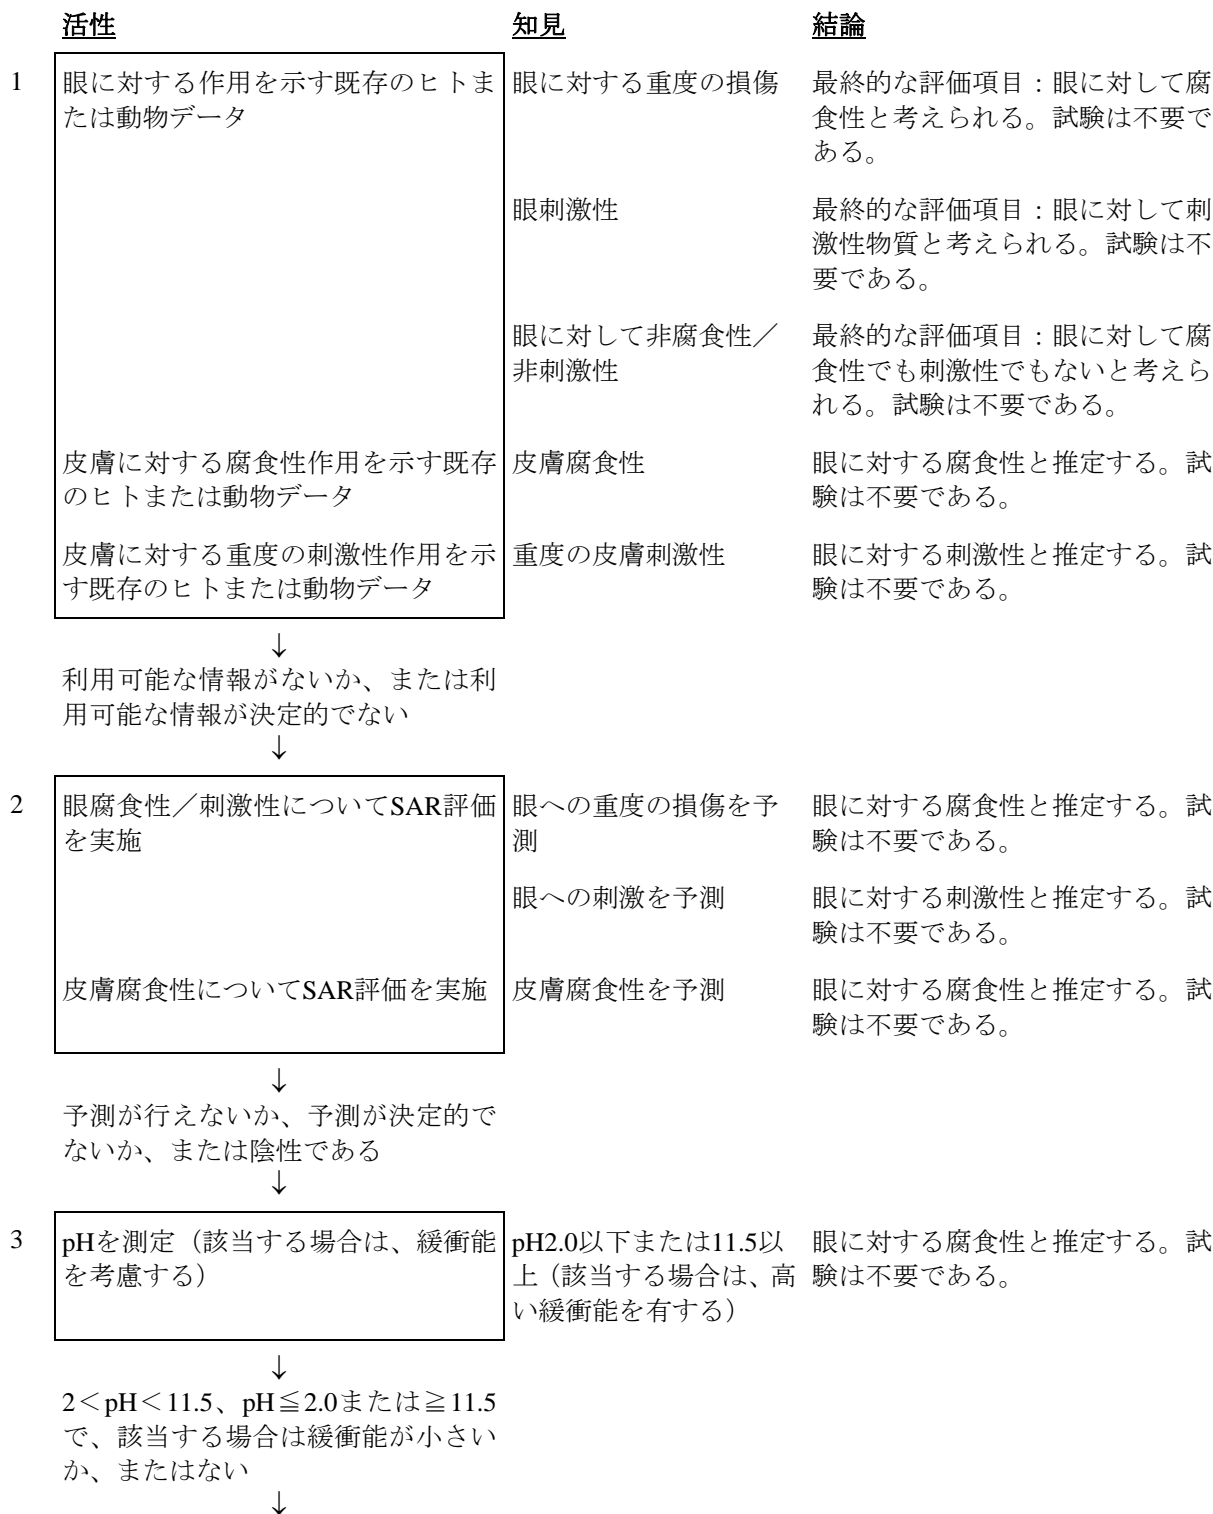 活性 知見 結論
1 眼に対する作用を示す既存のヒトま 眼に対する重度の損傷 最終的な評価項目：眼に対して腐
たは動物データ 食性と考えられる。試験は不要で
ある。
眼刺激性 最終的な評価項目：眼に対して刺
激性物質と考えられる。試験は不
要である。
眼に対して非腐食性／ 最終的な評価項目：眼に対して腐
非刺激性 食性でも刺激性でもないと考えら
れる。試験は不要である。
皮膚に対する腐食性作用を示す既存 皮膚腐食性 眼に対する腐食性と推定する。試
のヒトまたは動物データ 験は不要である。
皮膚に対する重度の刺激性作用を示 重度の皮膚刺激性 眼に対する刺激性と推定する。試
す既存のヒトまたは動物データ 験は不要である。
↓
利用可能な情報がないか、または利
用可能な情報が決定的でない
↓
2 眼腐食性／刺激性についてSAR評価 眼への重度の損傷を予 眼に対する腐食性と推定する。試
を実施 測 験は不要である。
眼への刺激を予測 眼に対する刺激性と推定する。試
験は不要である。
皮膚腐食性についてSAR評価を実施 皮膚腐食性を予測 眼に対する腐食性と推定する。試
験は不要である。
↓
予測が行えないか、予測が決定的で
ないか、または陰性である
↓
3 pHを測定（該当する場合は、緩衝能 pH2.0以下または11.5以 眼に対する腐食性と推定する。試
を考慮する） 上（該当する場合は、高 験は不要である。
い緩衝能を有する）
↓
2＜pH＜11.5、pH≦2.0または≧11.5
で、該当する場合は緩衝能が小さい
か、またはない
↓